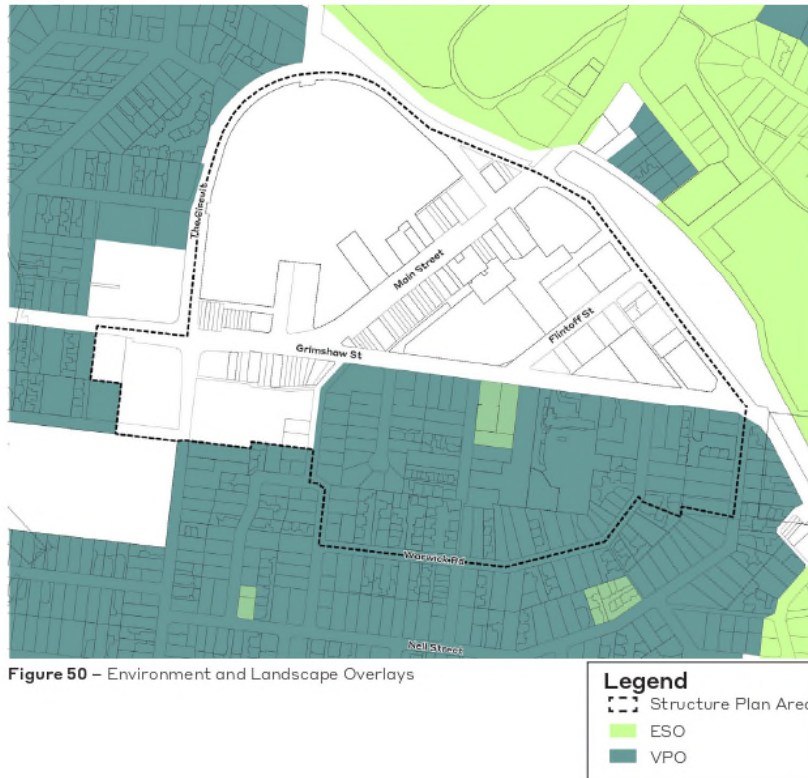 The Circuit
Main Street
Flintoff St
Grimshaw St
Warwick Rd
Nell Street
Figure 50 – Environment and Landscape Overlays
Legend
Structure Plan Area
ESO
VPO